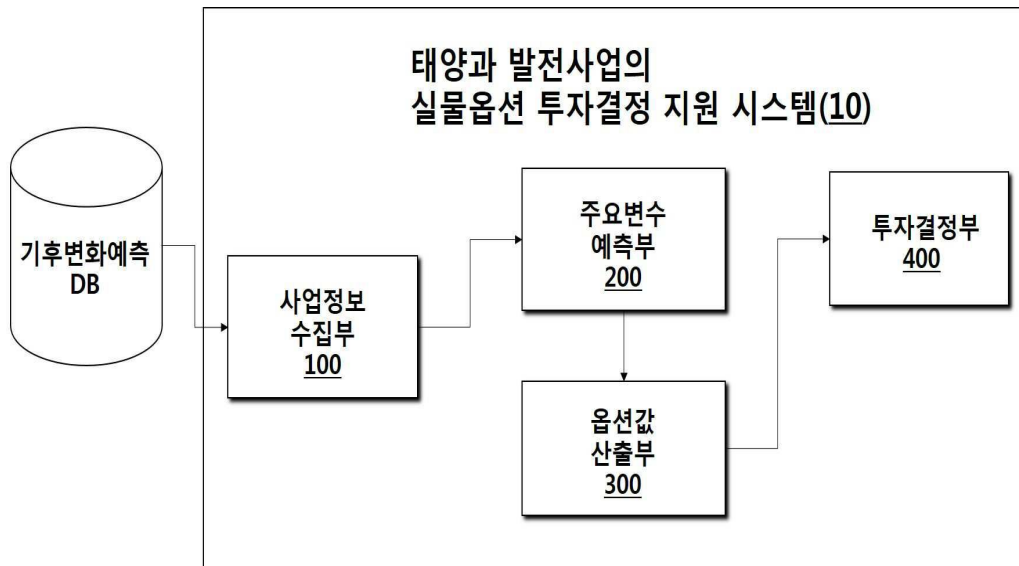 태양과 발전사업의
실물옵션 투자결정 지원 시스템(10)
기후변화예측
DB
사업정보
수집부
100
주요변수
예측부
200
옵션값
산출부
300
투자결정부
400